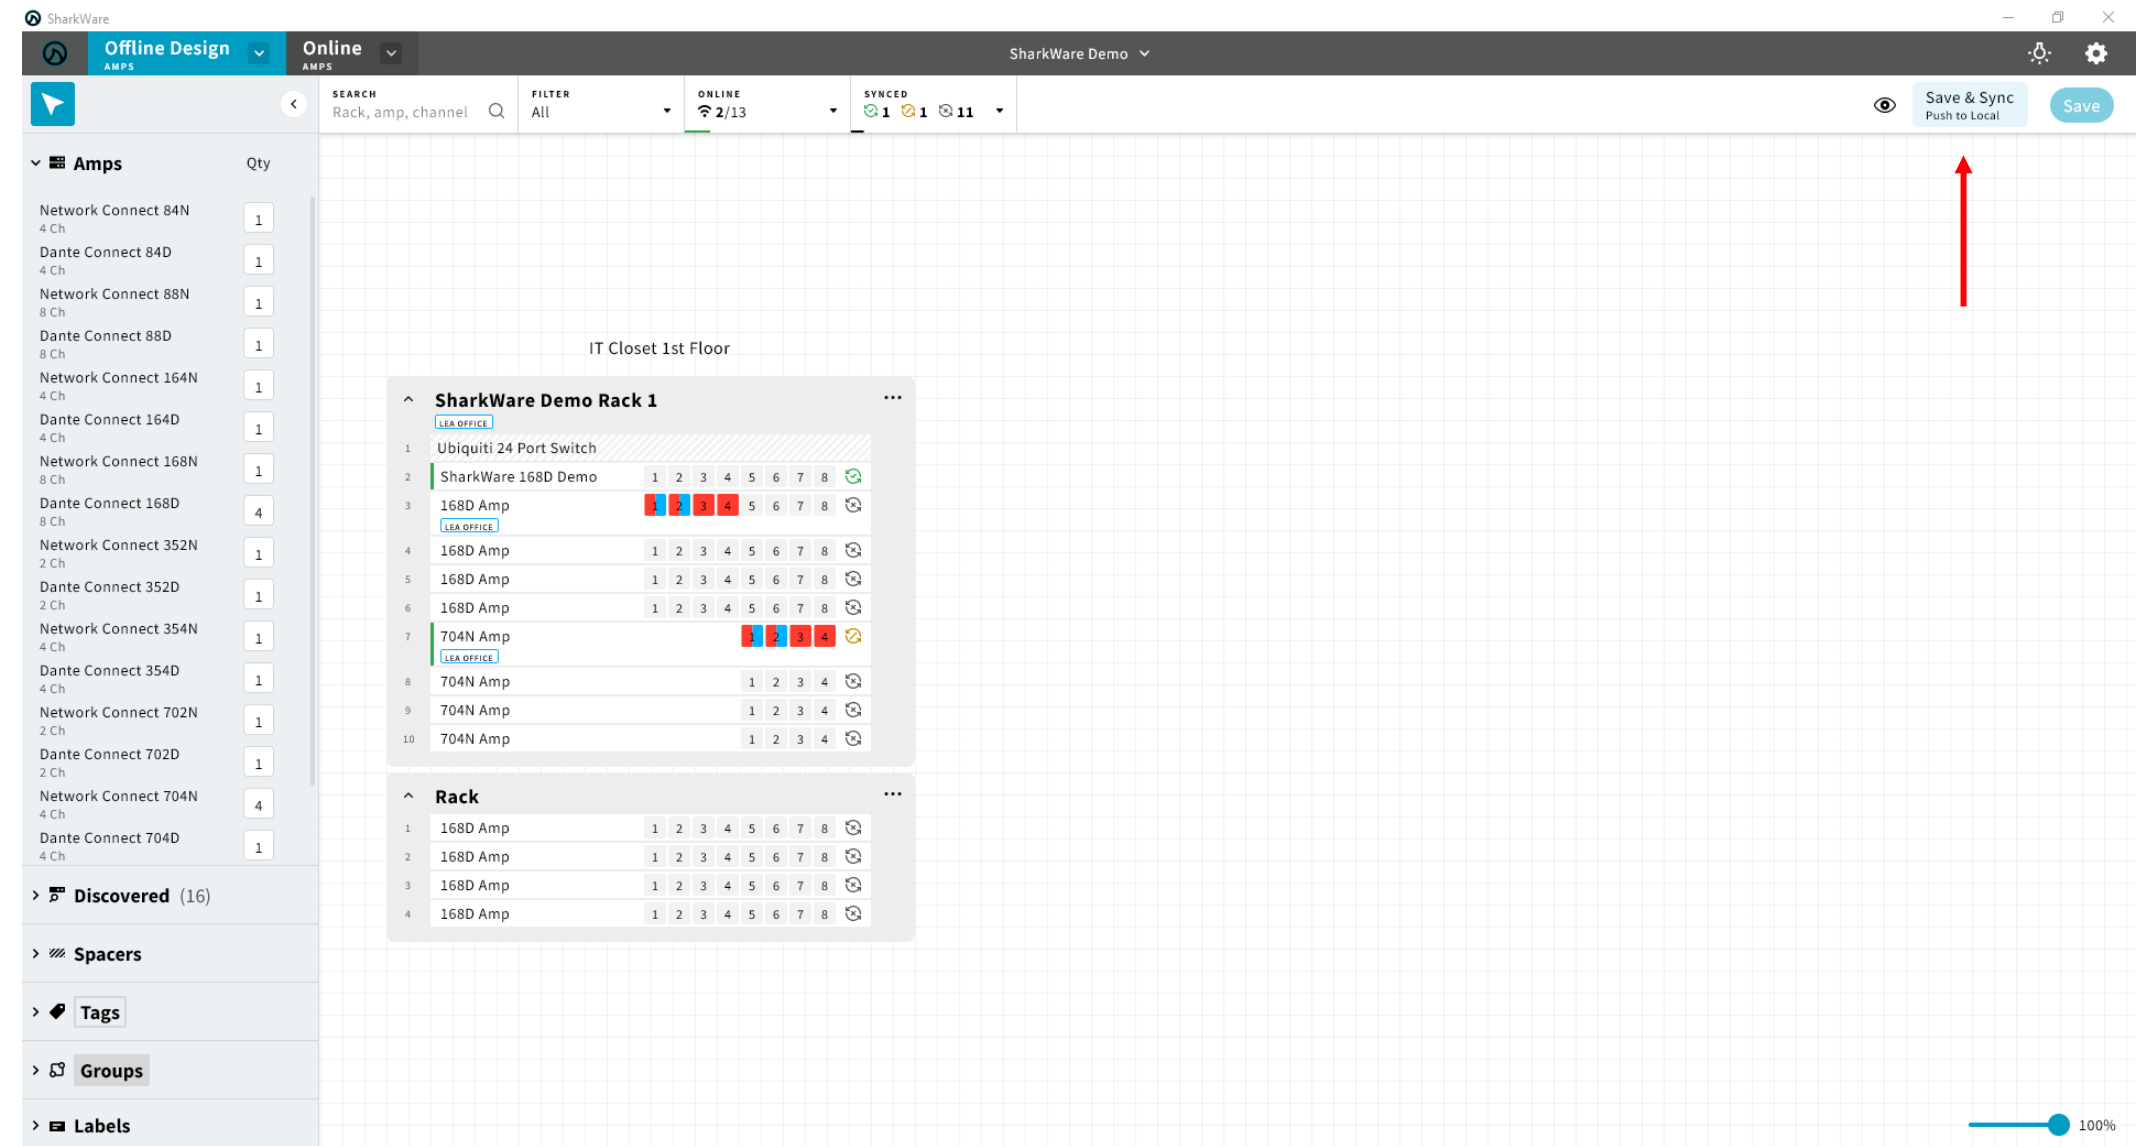 SharkWare
Offline Design
AMPS
Online
AMPS
SharkWare Demo
SEARCH
Rack, amp, channel
FILTER
All
ONLINE
2/13
SYNCED
1 1 11
Save & Sync
Push to Local
Save
Amps Qty
Network Connect 84N
4 Ch
1
Dante Connect 84D
4 Ch
1
Network Connect 88N
8 Ch
1
Dante Connect 88D
8 Ch
1
Network Connect 164N
4 Ch
1
Dante Connect 164D
4 Ch
1
Network Connect 168N
8 Ch
1
Dante Connect 168D
8 Ch
4
Network Connect 352N
2 Ch
1
Dante Connect 352D
2 Ch
1
Network Connect 354N
4 Ch
1
Dante Connect 354D
4 Ch
1
Network Connect 702N
2 Ch
1
Dante Connect 702D
2 Ch
1
Network Connect 704N
4 Ch
4
Dante Connect 704D
4 Ch
1
Discovered (16)
Spacers
Tags
Groups
Labels
IT Closet 1st Floor
SharkWare Demo Rack 1
LEA OFFICE
1 Ubiquiti 24 Port Switch
2 SharkWare 168D Demo 1 2 3 4 5 6 7 8
3 168D Amp 1 2 3 4 5 6 7 8
LEA OFFICE
4 168D Amp 1 2 3 4 5 6 7 8
5 168D Amp 1 2 3 4 5 6 7 8
6 168D Amp 1 2 3 4 5 6 7 8
7 704N Amp 1 2 3 4
LEA OFFICE
8 704N Amp 1 2 3 4
9 704N Amp 1 2 3 4
10 704N Amp 1 2 3 4
Rack
1 168D Amp 1 2 3 4 5 6 7 8
2 168D Amp 1 2 3 4 5 6 7 8
3 168D Amp 1 2 3 4 5 6 7 8
4 168D Amp 1 2 3 4 5 6 7 8
100%